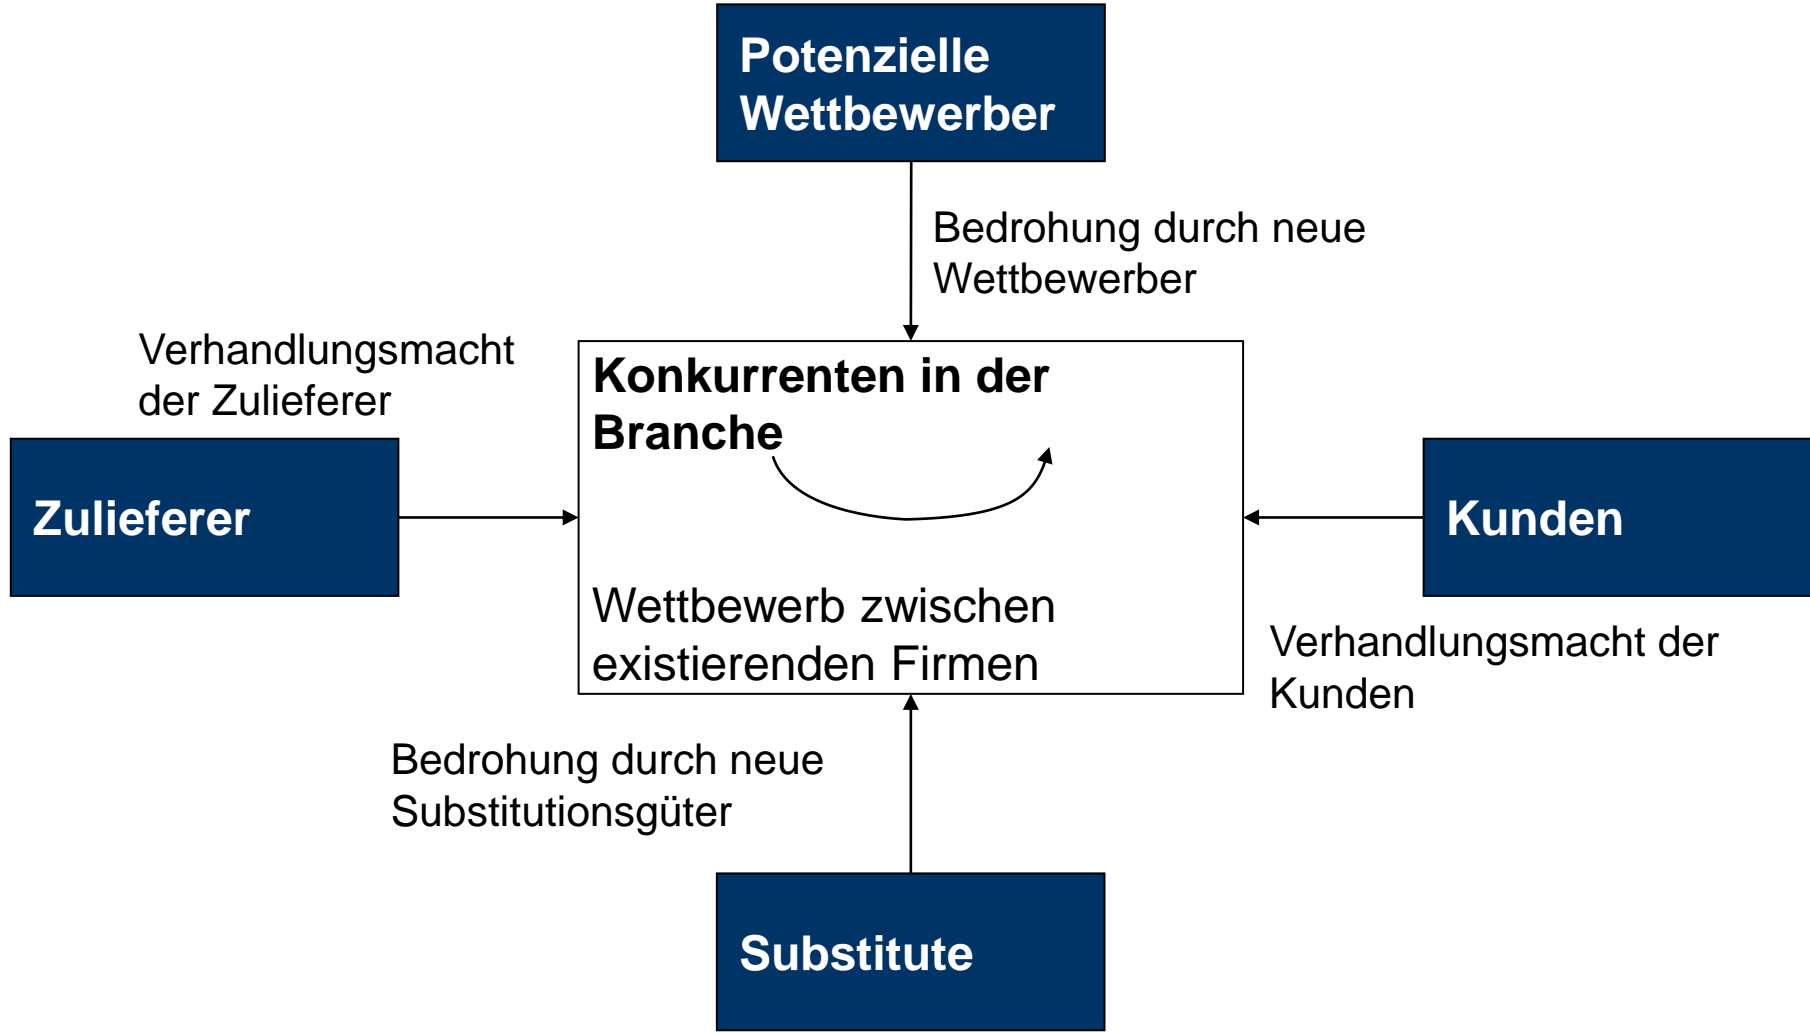 Potenzielle
Wettbewerber
Bedrohung durch neue
Wettbewerber
Verhandlungsmacht
der Zulieferer
Zulieferer
Konkurrenten in der
Branche
Wettbewerb zwischen
existierenden Firmen
Kunden
Verhandlungsmacht der
Kunden
Bedrohung durch neue
Substitutionsgüter
Substitute